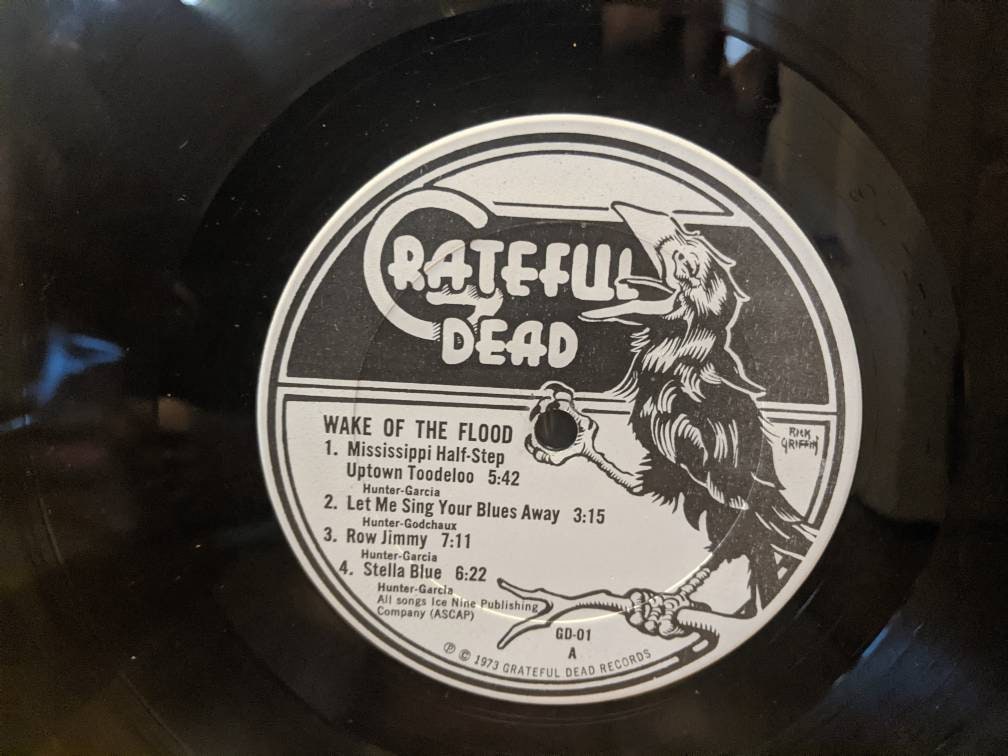 GRATEFUL
DEAD
RICK
GRIFFIN
WAKE OF THE FLOOD
1. Mississippi Half-Step
Uptown Toodeloo 5:42
Hunter-Garcia
2. Let Me Sing Your Blues Away 3:15
Hunter-Godchaux
3. Row Jimmy 7:11
Hunter-Garcia
4. Stella Blue 6:22
Hunter-Garcia
All songs Ice Nine Publishing
Company (ASCAP)
GD-01
A
℗ © 1973 GRATEFUL DEAD RECORDS